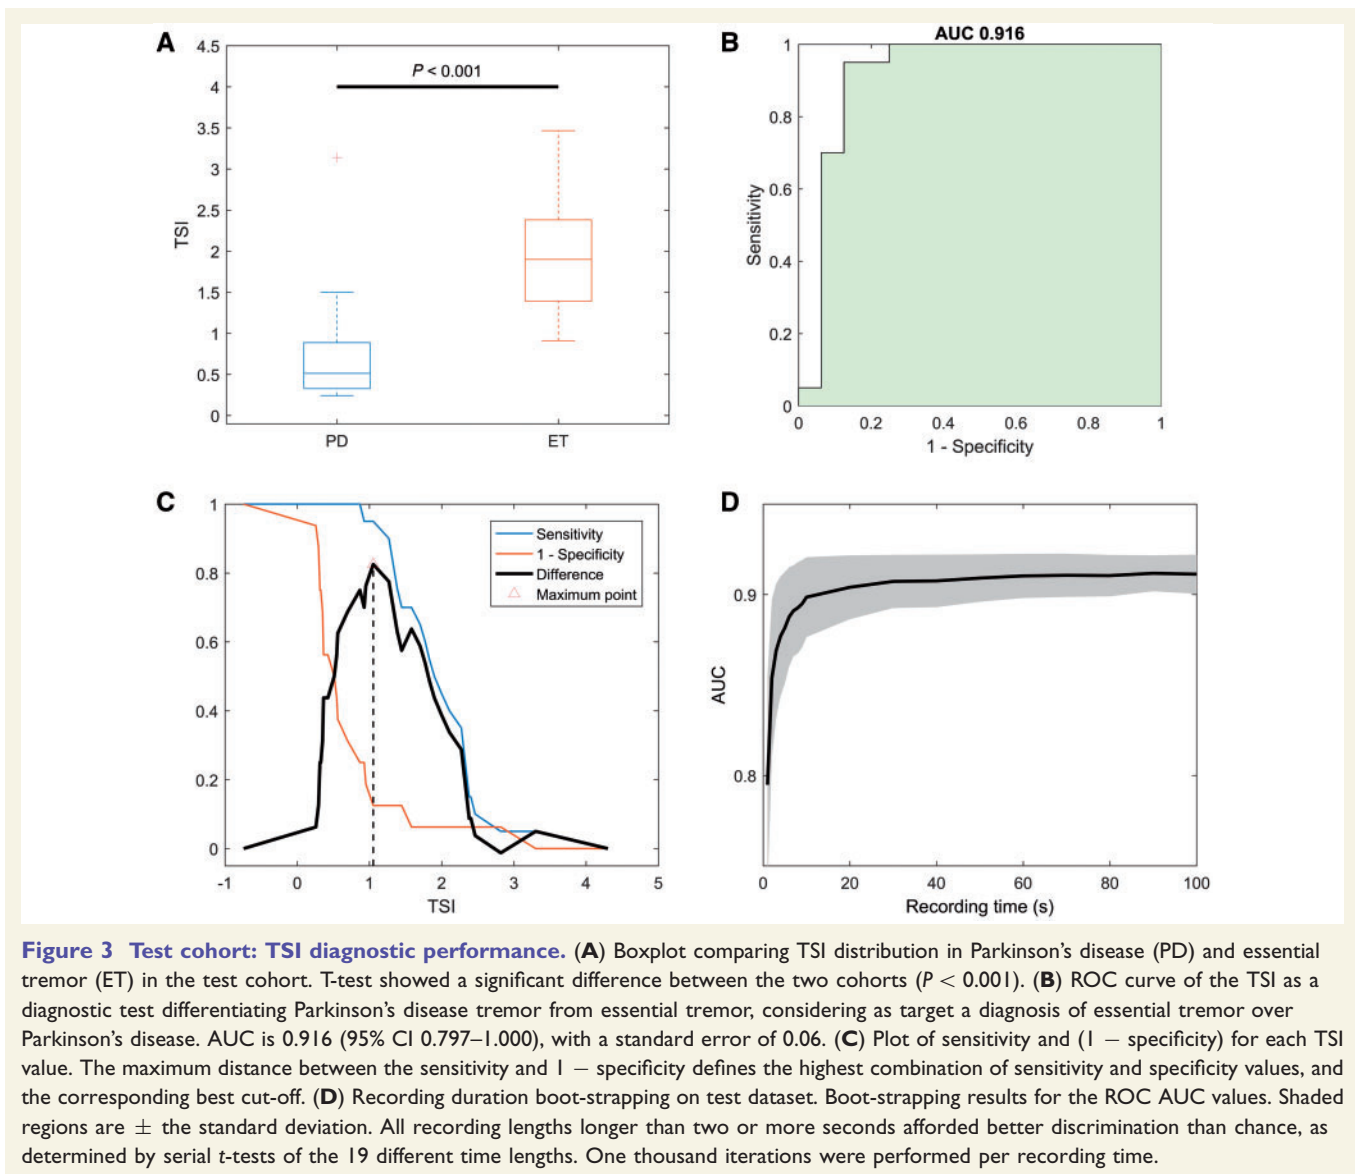 A
4.5
4
3.5
3
2.5
2
1.5
1
0.5
0
TSI
P < 0.001
PD ET
B
AUC 0.916
1
0.8
0.6
0.4
0.2
0
Sensitivity
0 0.2 0.4 0.6 0.8 1
1 - Specificity
C
1
0.8
0.6
0.4
0.2
0
Sensitivity
1 - Specificity
Difference
Maximum point
-1 0 1 2 3 4 5
TSI
D
0.9
0.8
AUC
0 20 40 60 80 100
Recording time (s)
Figure 3 Test cohort: TSI diagnostic performance. (A) Boxplot comparing TSI distribution in Parkinson's disease (PD) and essential
tremor (ET) in the test cohort. T-test showed a significant difference between the two cohorts (P < 0.001). (B) ROC curve of the TSI as a
diagnostic test differentiating Parkinson's disease tremor from essential tremor, considering as target a diagnosis of essential tremor over
Parkinson's disease. AUC is 0.916 (95% CI 0.797–1.000), with a standard error of 0.06. (C) Plot of sensitivity and (1 − specificity) for each TSI
value. The maximum distance between the sensitivity and 1 − specificity defines the highest combination of sensitivity and specificity values, and
the corresponding best cut-off. (D) Recording duration boot-strapping on test dataset. Boot-strapping results for the ROC AUC values. Shaded
regions are ± the standard deviation. All recording lengths longer than two or more seconds afforded better discrimination than chance, as
determined by serial t-tests of the 19 different time lengths. One thousand iterations were performed per recording time.